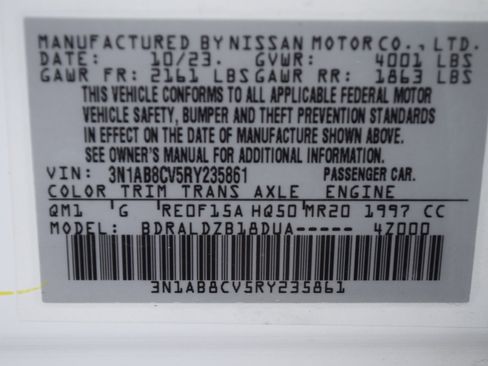 MANUFACTURED BY NISSAN MOTOR CO., LTD.
DATE: 10/23. GVWR: 4001 LBS
GAWR FR: 2161 LBS GAWR RR: 1863 LBS
THIS VEHICLE CONFORMS TO ALL APPLICABLE FEDERAL MOTOR
VEHICLE SAFETY, BUMPER AND THEFT PREVENTION STANDARDS
IN EFFECT ON THE DATE OF MANUFACTURE SHOWN ABOVE.
SEE OWNER'S MANUAL FOR ADDITIONAL INFORMATION.
VIN: 3N1AB8CV5RY235861 PASSENGER CAR.
COLOR TRIM TRANS AXLE ENGINE
QM1 G RE0F15A HQ50 MR20 1997 CC
MODEL: BDRALDZB18DUA----- 4Z000
3N1AB8CV5RY235861